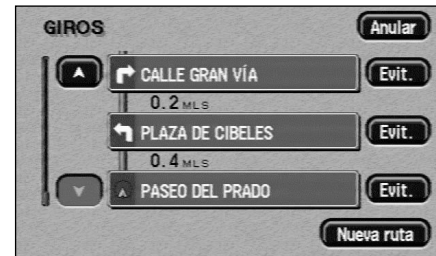 GIROS
Anular
CALLE GRAN VÍA
Evit.
0.2 MLS
PLAZA DE CIBELES
Evit.
0.4 MLS
PASEO DEL PRADO
Evit.
Nueva ruta